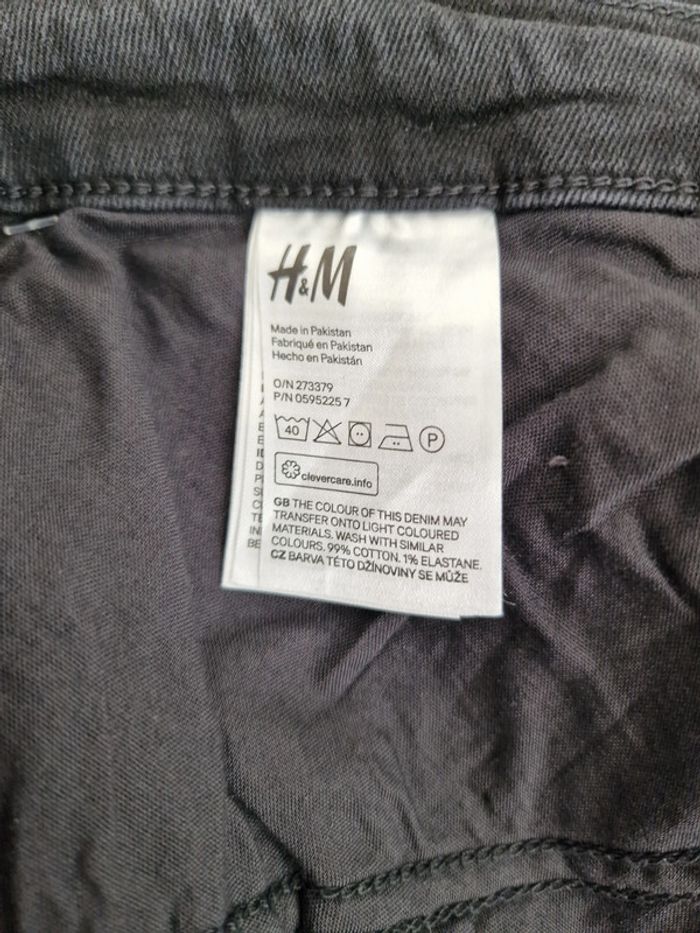 H&M
Made in Pakistan
Fabriqué en Pakistan
Hecho en Pakistán
O/N 273379
P/N 0595225 7
40 P
clevercare.info
GB THE COLOUR OF THIS DENIM MAY
TRANSFER ONTO LIGHT COLOURED
MATERIALS. WASH WITH SIMILAR
COLOURS. 99% COTTON. 1% ELASTANE.
CZ BARVA TÉTO DŽÍNOVINY SE MŮŽE